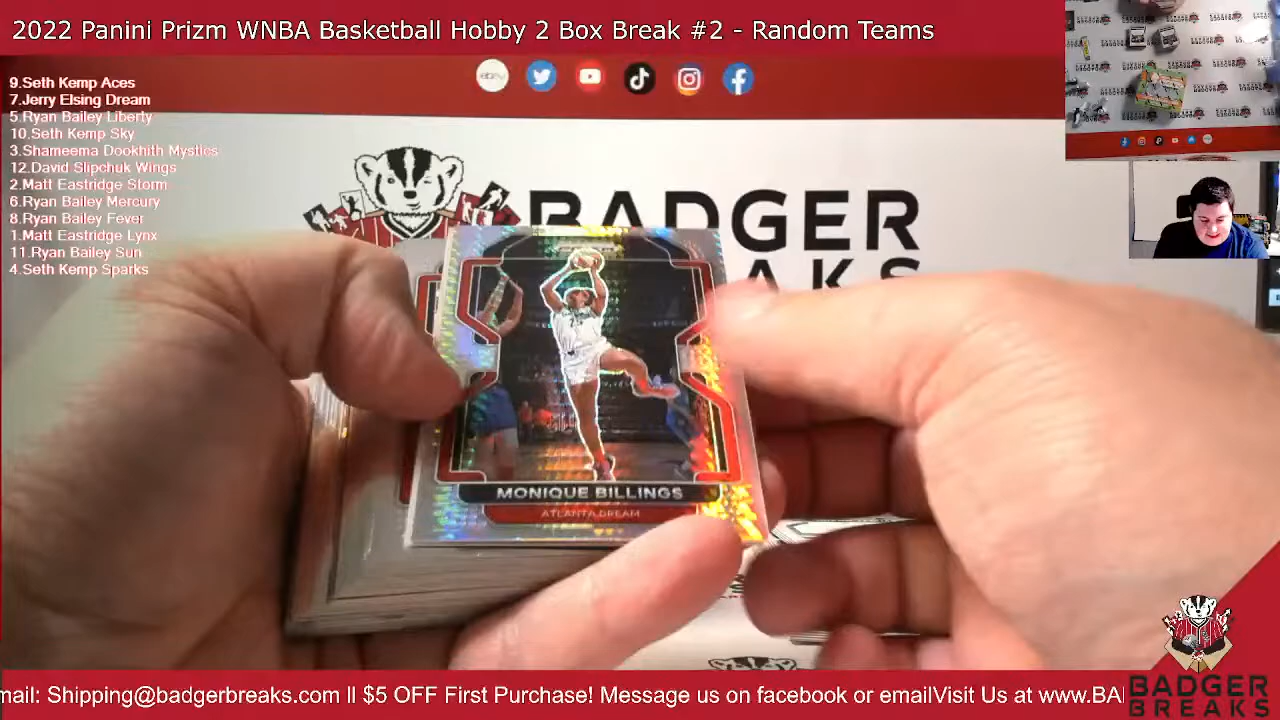 2022 Panini Prizm WNBA Basketball Hobby 2 Box Break #2 - Random Teams
9.Seth Kemp Aces
7.Jerry Elsing Dream
5.Ryan Bailey Liberty
10.Seth Kemp Sky
3.Shameema Dookhith Mystics
12.David Slipchuk Wings
2.Matt Eastridge Storm
6.Ryan Bailey Mercury
8.Ryan Bailey Fever
1.Matt Eastridge Lynx
11.Ryan Bailey Sun
4.Seth Kemp Sparks
ebay
BADGER
AKS
MONIQUE BILLINGS
ATLANTA DREAM
mail: Shipping@badgerbreaks.com ll $5 OFF First Purchase! Message us on facebook or emailVisit Us at www.BA
BADGER
BREAKS